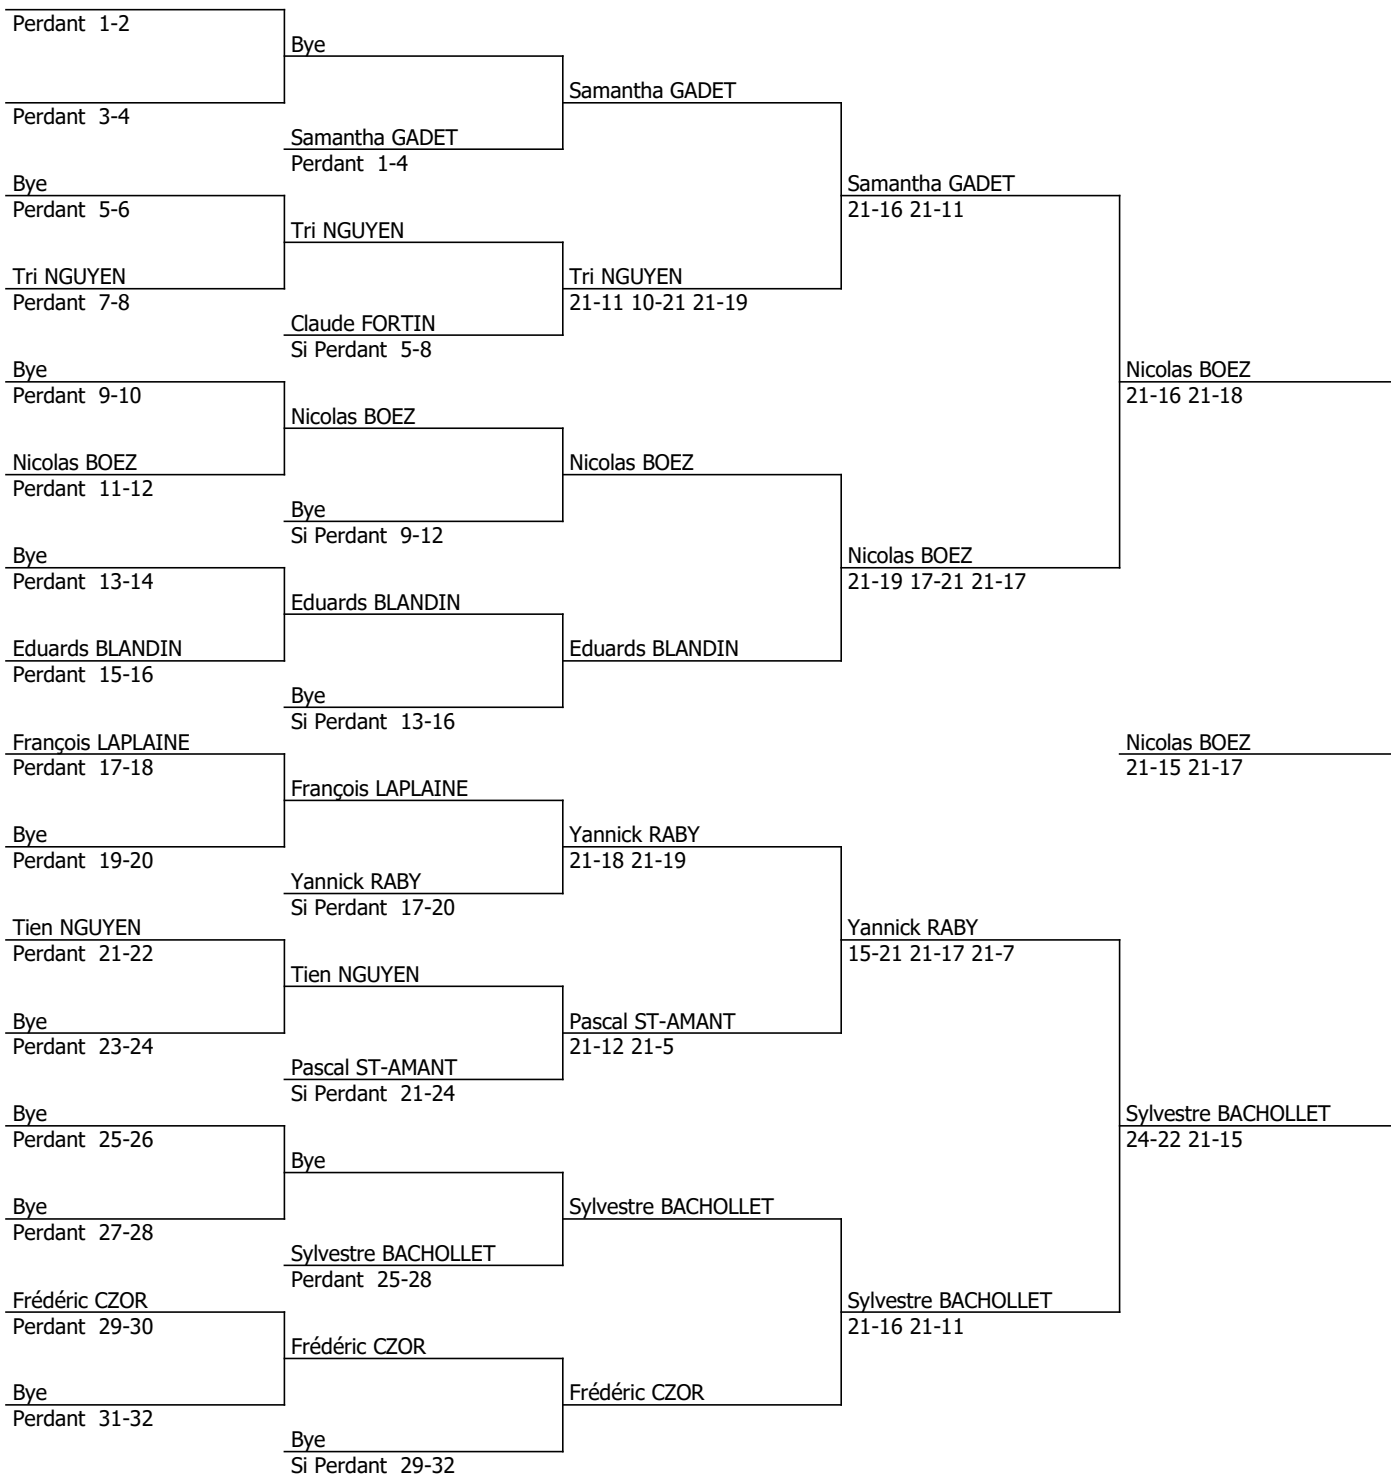 Perdant 1-2
Bye
Samantha GADET
Perdant 3-4
Samantha GADET
Perdant 1-4
Bye
Samantha GADET
Perdant 5-6
21-16 21-11
Tri NGUYEN
Tri NGUYEN
Tri NGUYEN
Perdant 7-8
21-11 10-21 21-19
Claude FORTIN
Si Perdant 5-8
Bye
Nicolas BOEZ
Perdant 9-10
21-16 21-18
Nicolas BOEZ
Nicolas BOEZ
Nicolas BOEZ
Perdant 11-12
Bye
Si Perdant 9-12
Bye
Nicolas BOEZ
Perdant 13-14
21-19 17-21 21-17
Eduards BLANDIN
Eduards BLANDIN
Eduards BLANDIN
Perdant 15-16
Bye
Si Perdant 13-16
François LAPLAINE
Nicolas BOEZ
Perdant 17-18
21-15 21-17
François LAPLAINE
Bye
Yannick RABY
Perdant 19-20
21-18 21-19
Yannick RABY
Si Perdant 17-20
Tien NGUYEN
Yannick RABY
Perdant 21-22
15-21 21-17 21-7
Tien NGUYEN
Bye
Pascal ST-AMANT
Perdant 23-24
21-12 21-5
Pascal ST-AMANT
Si Perdant 21-24
Bye
Sylvestre BACHOLLET
Perdant 25-26
24-22 21-15
Bye
Bye
Sylvestre BACHOLLET
Perdant 27-28
Sylvestre BACHOLLET
Perdant 25-28
Frédéric CZOR
Sylvestre BACHOLLET
Perdant 29-30
21-16 21-11
Frédéric CZOR
Bye
Frédéric CZOR
Perdant 31-32
Bye
Si Perdant 29-32